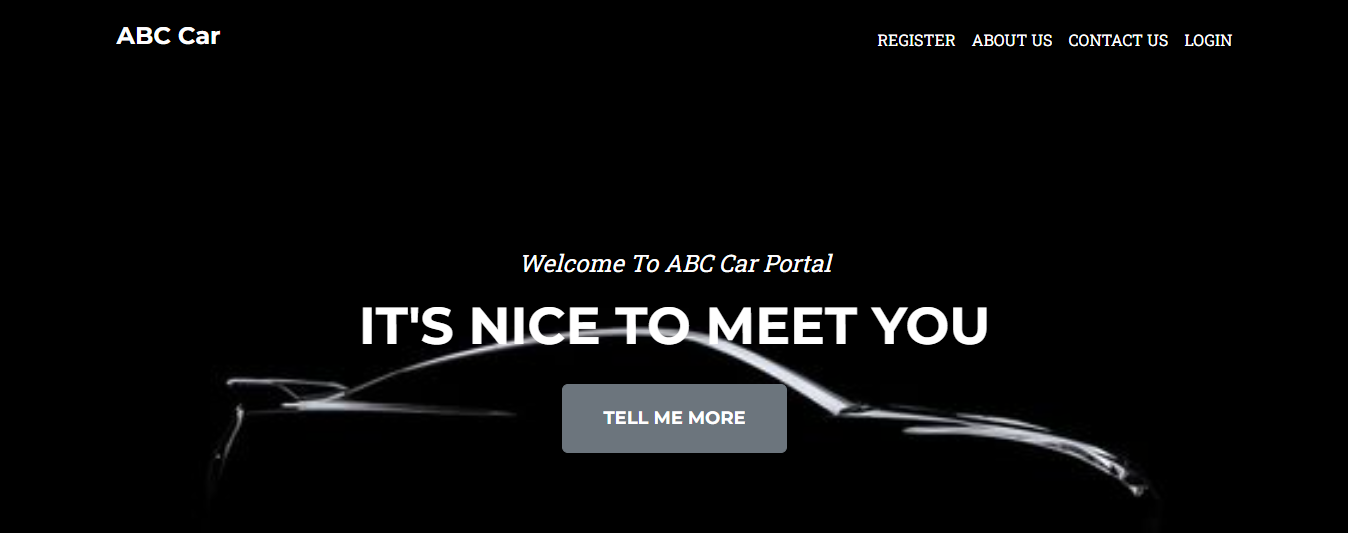 ABC Car
REGISTER ABOUT US CONTACT US LOGIN
Welcome To ABC Car Portal
IT'S NICE TO MEET YOU
TELL ME MORE